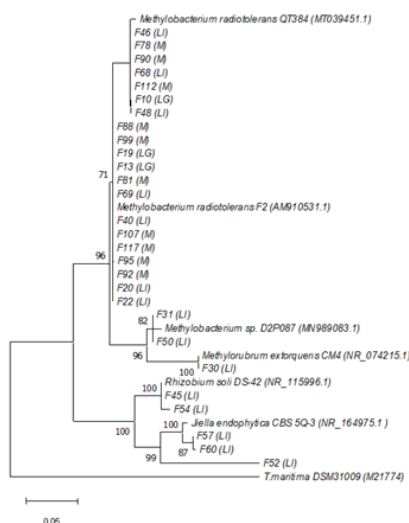 Methylobacterium radiotolerans QT384 (MT039451.1)
F46 (LI)
F78 (M)
F90 (M)
F68 (LI)
F112 (M)
F10 (LG)
F48 (LI)
F88 (M)
F99 (M)
F19 (LG)
F13 (LG)
71
F81 (M)
F69 (LI)
Methylobacterium radiotolerans F2 (AM910531.1)
F40 (LI)
F107 (M)
F117 (M)
96
F95 (M)
F92 (M)
F20 (LI)
F22 (LI)
F31 (LI)
82
Methylobacterium sp. D2P087 (MN989083.1)
F50 (LI)
96
Methylorubrum extorquens CM4 (NR_074215.1)
100
F30 (LI)
Rhizobium soli DS-42 (NR_115996.1)
100
F45 (LI)
F54 (LI)
100
Jiella endophytica CBS 5Q-3 (NR_164975.1)
100
F57 (LI)
F60 (LI)
87
99
F52 (LI)
T.maritima DSM31009 (M21774)
0.05